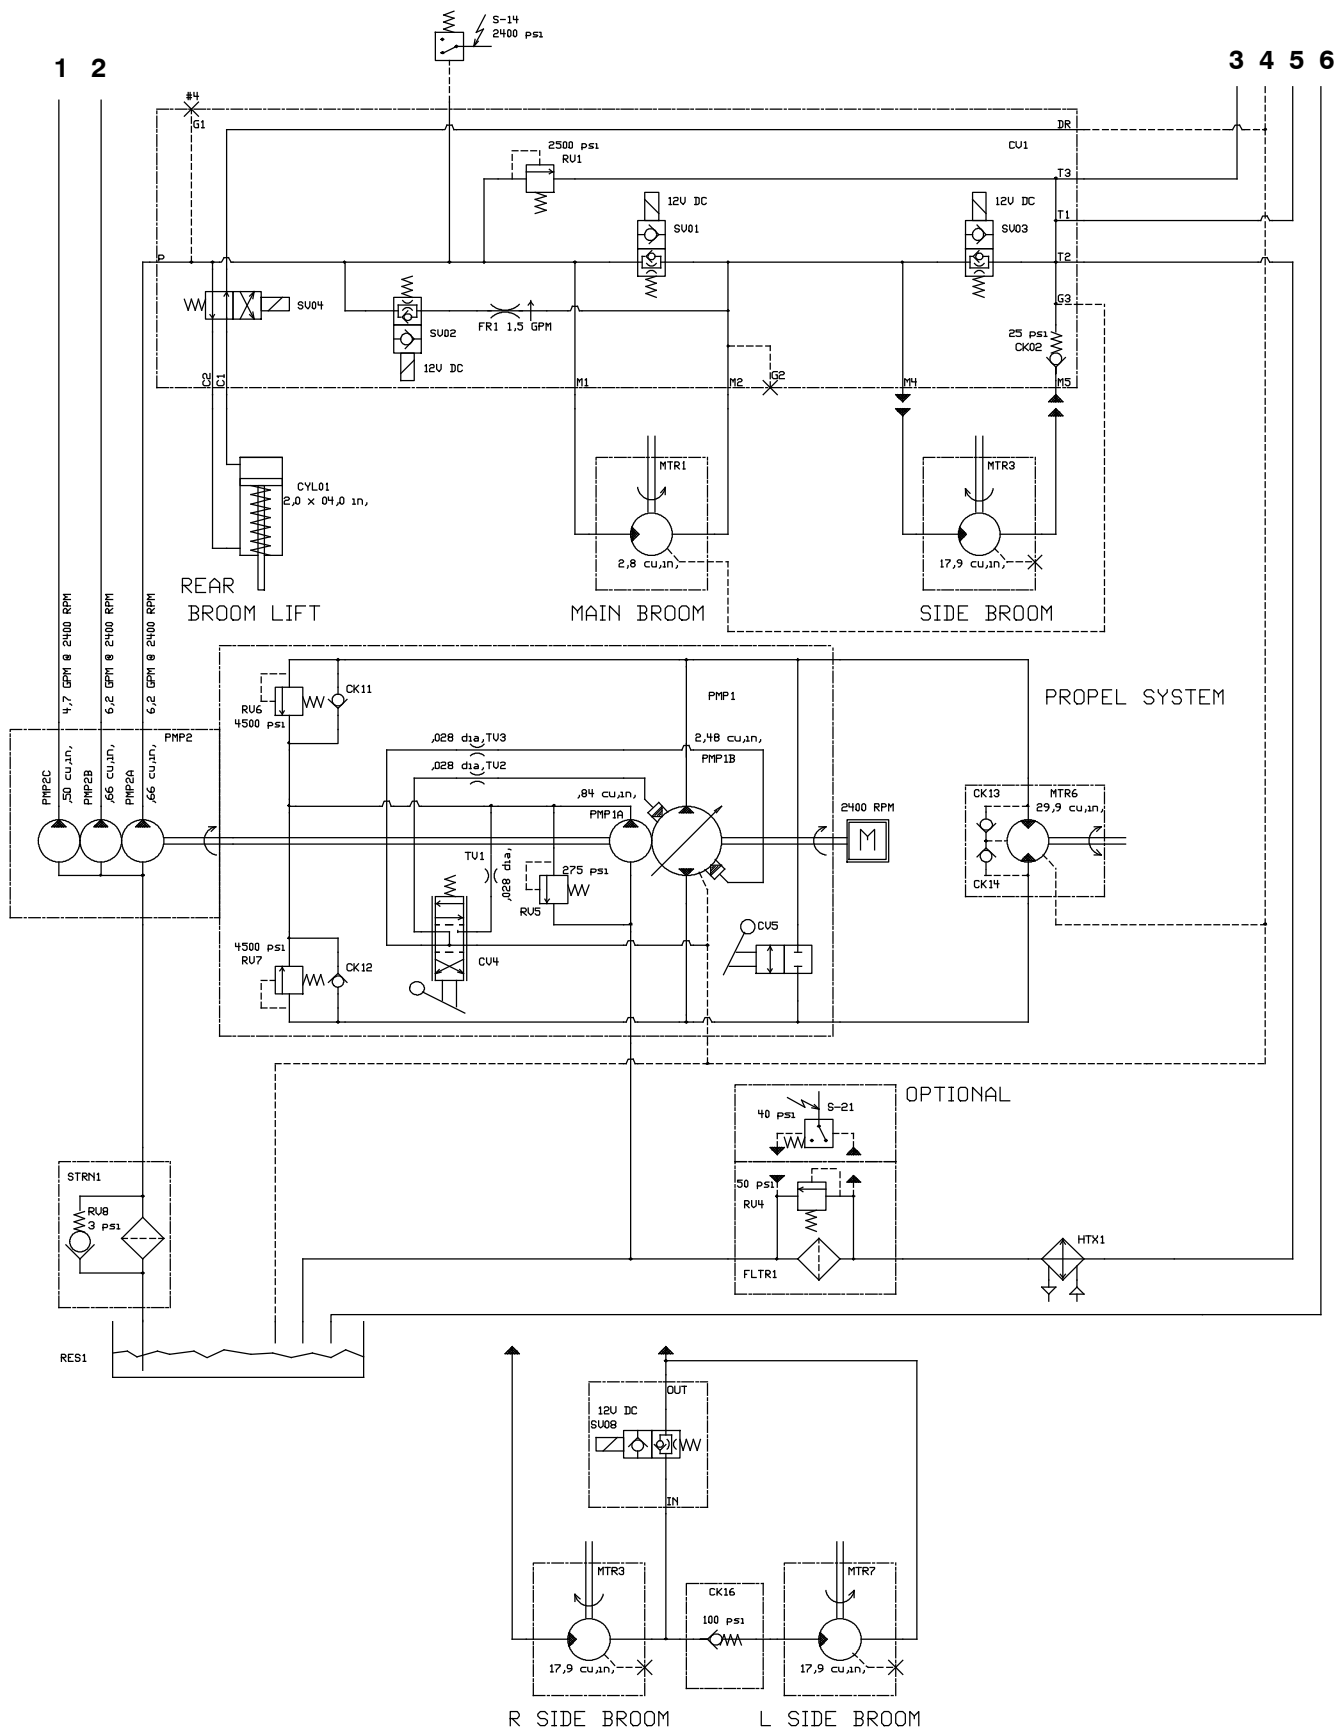 S-14
2400 psi
1 2
3 4 5 6
#4
G1
DR
CV1
2500 psi
RV1
T3
12V DC
SV01
12V DC
SV03
T1
P
T2
G3
SV04
SV02
FR1 1,5 GPM
25 psi
CK02
12V DC
C2
C1
M1
M2
G2
M4
M5
MTR1
MTR3
CYL01
2,0 x 04,0 in,
2,8 cu,in,
17,9 cu,in,
REAR
BROOM LIFT
MAIN BROOM
SIDE BROOM
4,7 GPM @ 2400 RPM
6,2 GPM @ 2400 RPM
6,2 GPM @ 2400 RPM
CK11
RV6
4500 psi
PMP1
PROPEL SYSTEM
PMP2
,028 dia,TV3
2,48 cu,in,
PMP1B
,028 dia,TV2
PMP2C
,50 cu,in,
PMP2B
,66 cu,in,
PMP2A
,66 cu,in,
,84 cu,in,
PMP1A
2400 RPM
M
CK13
MTR6
29,9 cu,in,
CK14
TV1
,028 dia,
275 psi
RV5
CV5
4500 psi
RV7
CK12
CV4
OPTIONAL
40 psi
S-21
50 psi
RV4
FLTR1
HTX1
STRN1
RV8
3 psi
RES1
OUT
12V DC
SV08
IN
MTR3
CK16
MTR7
100 psi
17,9 cu,in,
17,9 cu,in,
R SIDE BROOM
L SIDE BROOM